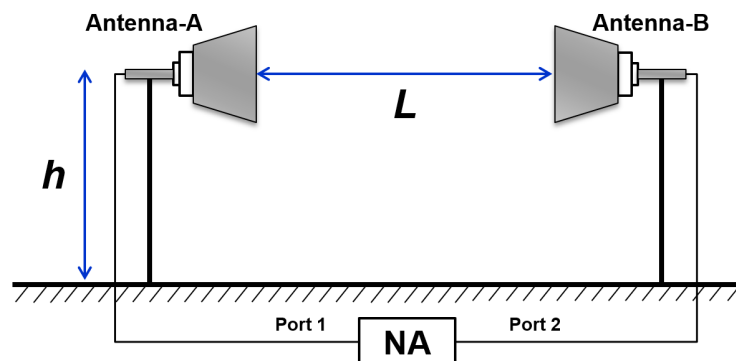 Antenna-A
Antenna-B
L
h
Port 1
NA
Port 2